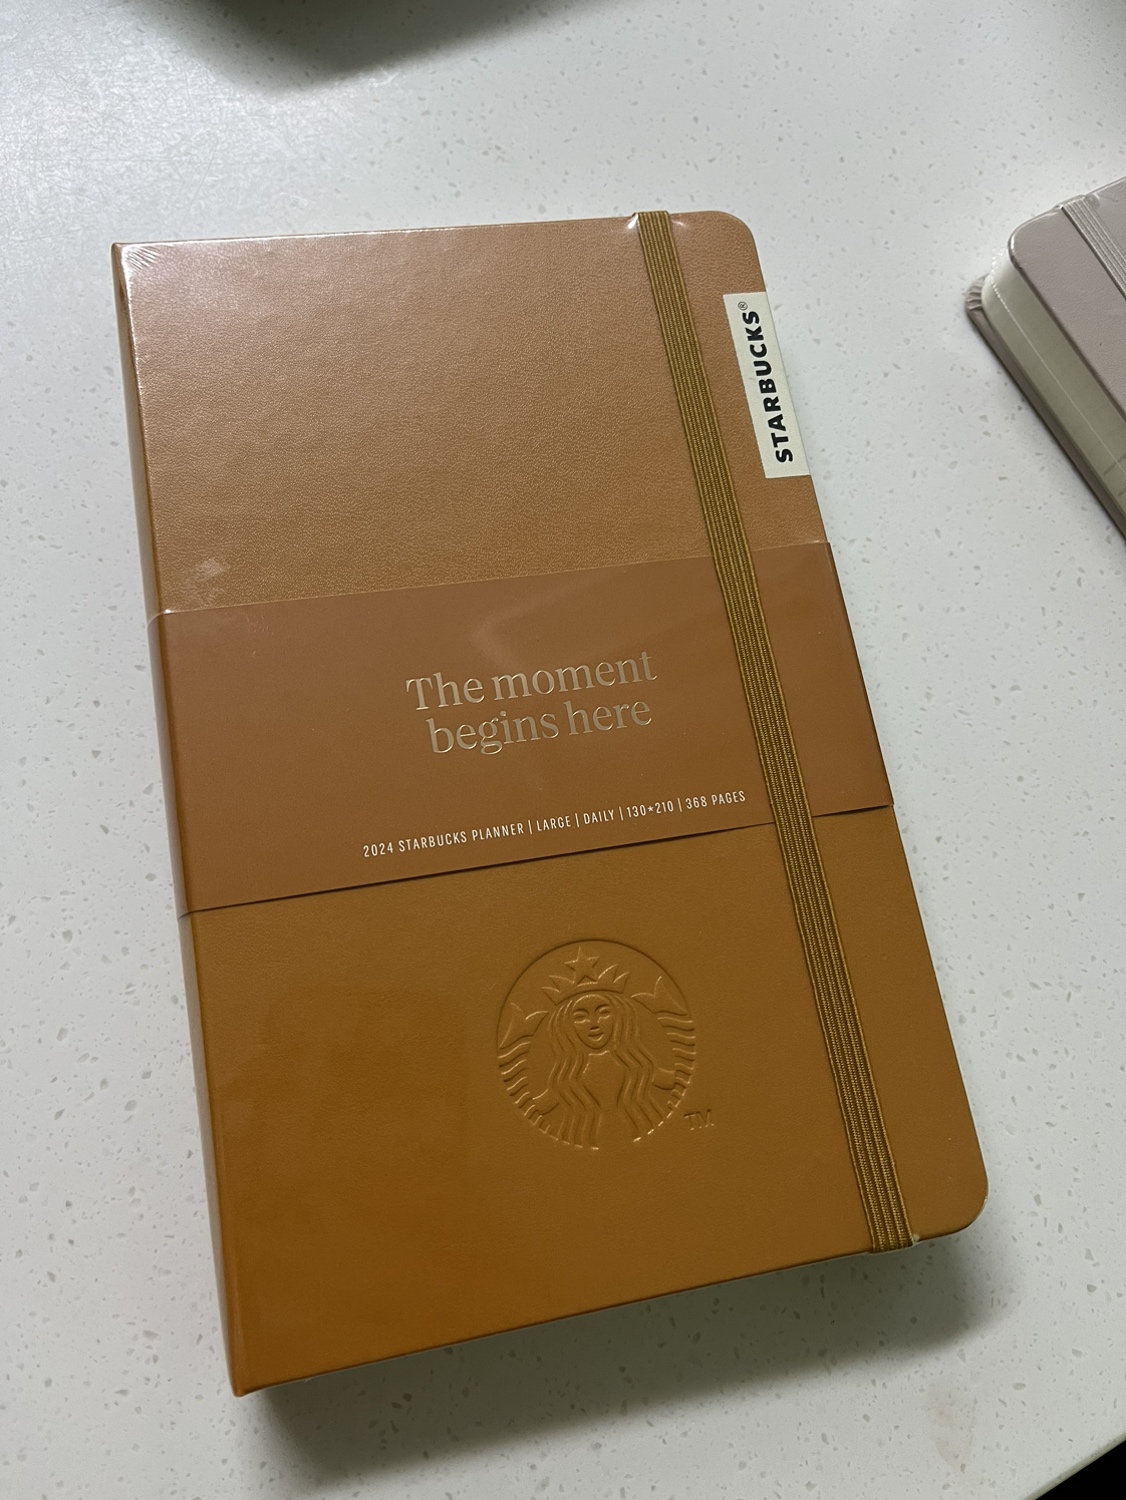 STARBUCKS®
The moment
begins here
2024 STARBUCKS PLANNER | LARGE | DAILY | 130*210 | 368 PAGES
TM